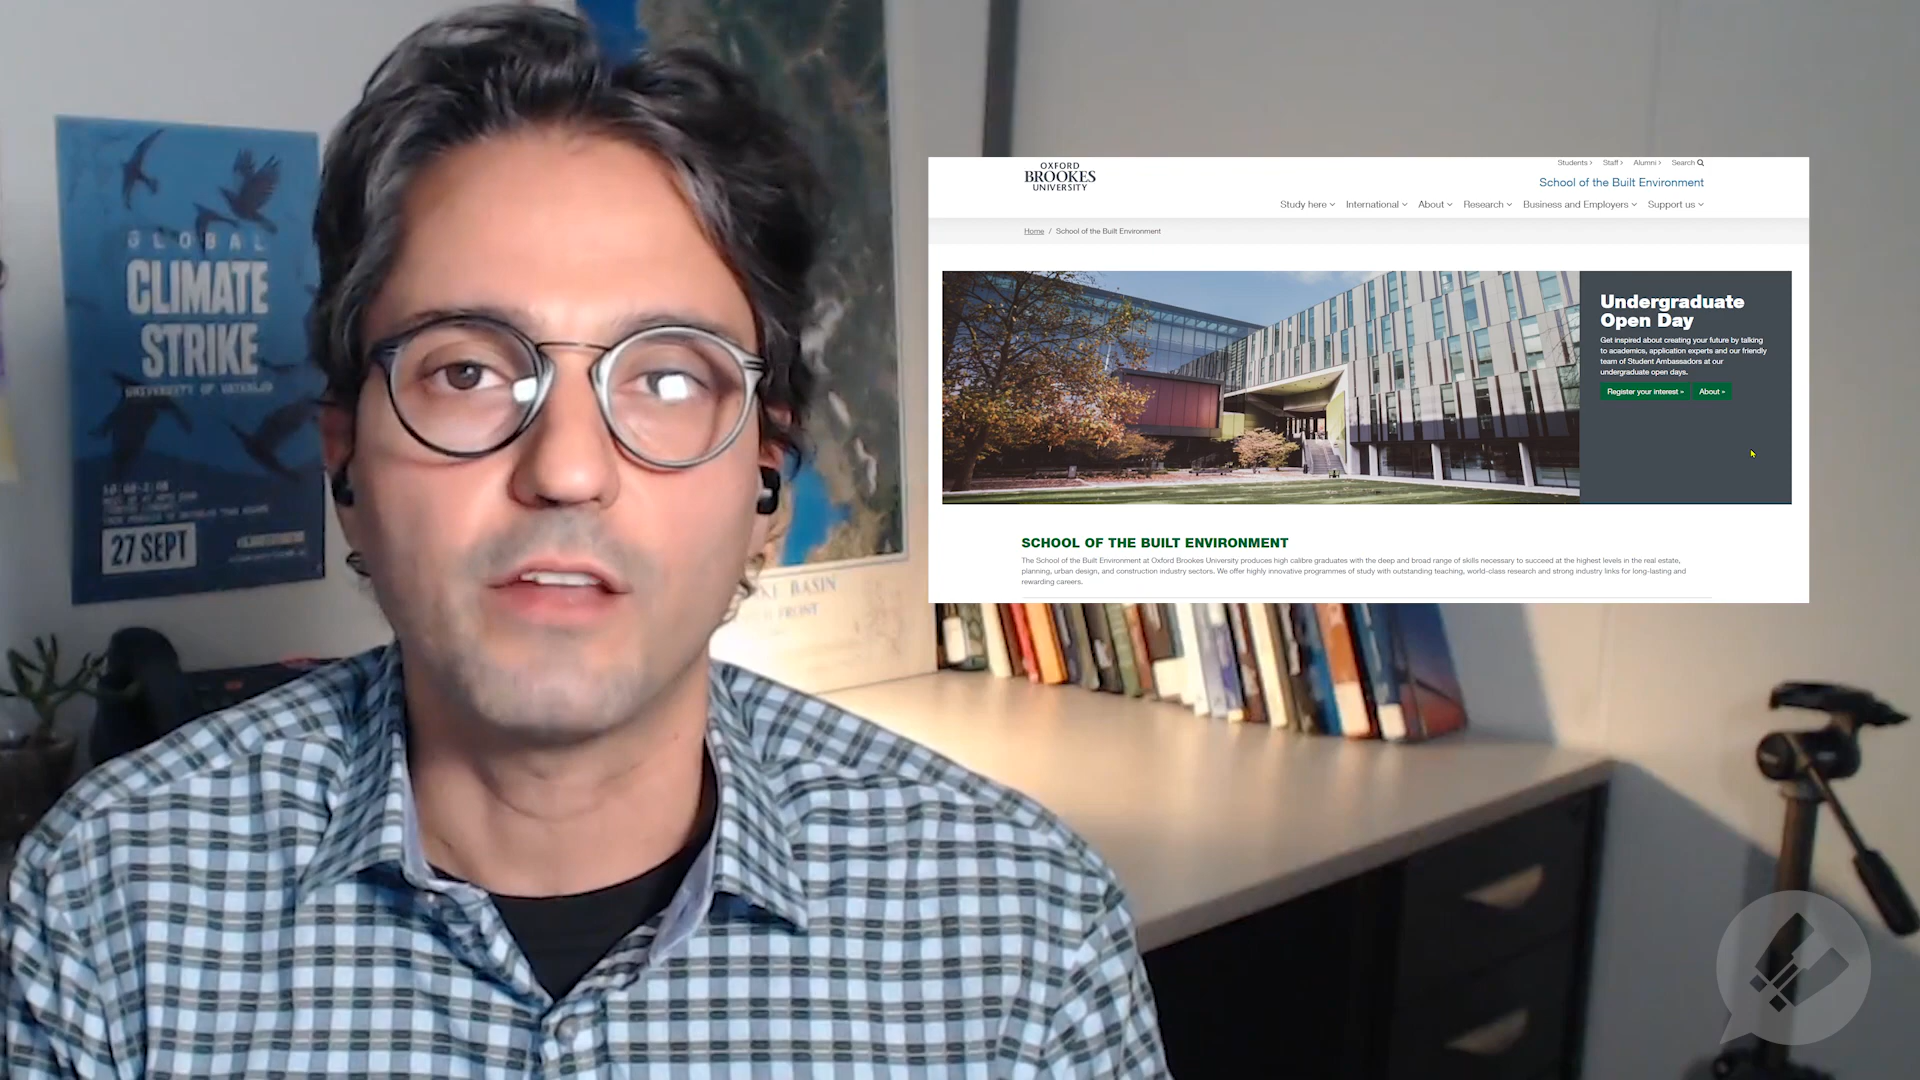 GLOBAL
CLIMATE
STRIKE
UNIVERSITY OF WATERLOO
27 SEPT
BASIN
FRONT
OXFORD
BROOKES
UNIVERSITY
Students Staff Alumni Search
School of the Built Environment
Study here International About Research Business and Employers Support us
Home / School of the Built Environment
Undergraduate
Open Day
Get inspired about creating your future by talking
to academics, application experts and our friendly
team of Student Ambassadors at our
undergraduate open days.
Register your interest » About »
SCHOOL OF THE BUILT ENVIRONMENT
The School of the Built Environment at Oxford Brookes University produces high calibre graduates with the deep and broad range of skills necessary to succeed at the highest levels in the real estate,
planning, urban design, and construction industry sectors. We offer highly innovative programmes of study with outstanding teaching, world-class research and strong industry links for long-lasting and
rewarding careers.